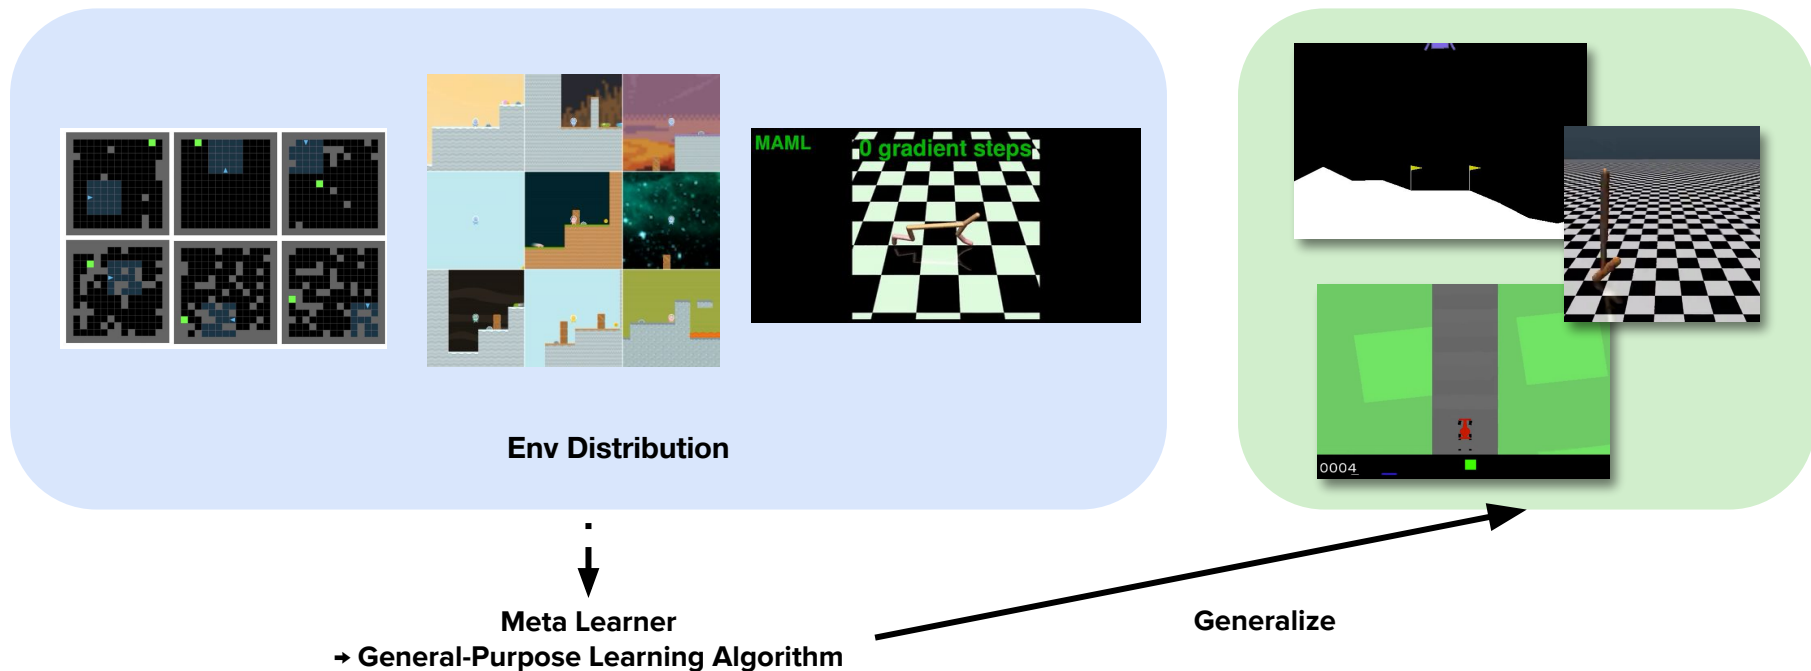 MAML
0 gradient steps
0004
Env Distribution
Meta Learner
→ General-Purpose Learning Algorithm
Generalize